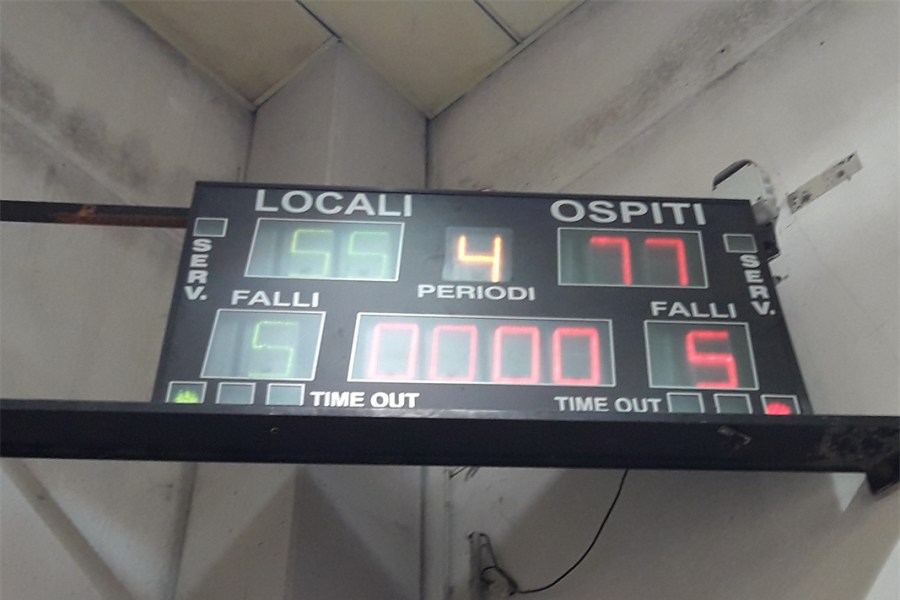 LOCALI
OSPITI
SERV.
55
4
77
SERV.
PERIODI
FALLI
FALLI
5
0000
5
TIME OUT
TIME OUT